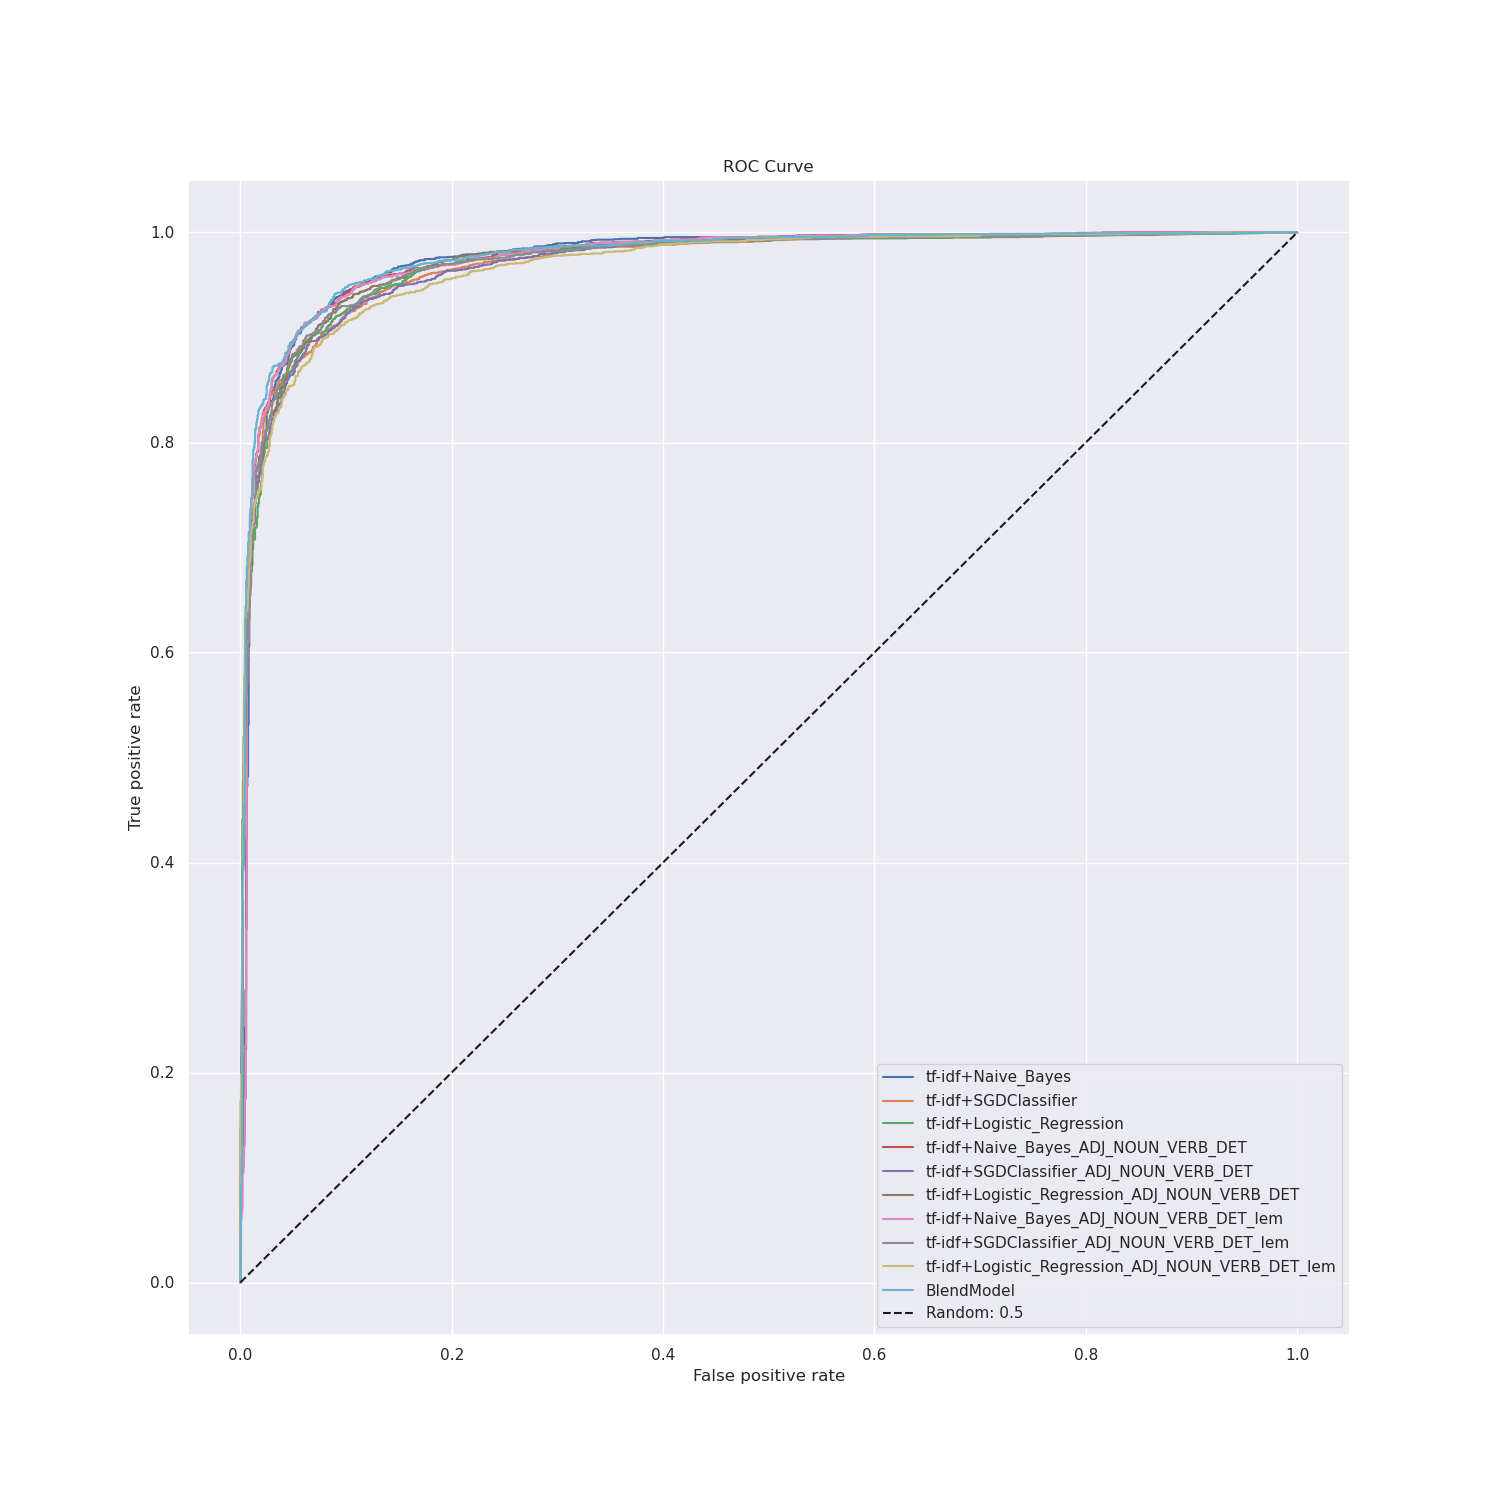 ROC Curve
1.0
0.8
0.6
0.4
0.2
0.0
True positive rate
tf-idf+Naive_Bayes
tf-idf+SGDClassifier
tf-idf+Logistic_Regression
tf-idf+Naive_Bayes_ADJ_NOUN_VERB_DET
tf-idf+SGDClassifier_ADJ_NOUN_VERB_DET
tf-idf+Logistic_Regression_ADJ_NOUN_VERB_DET
tf-idf+Naive_Bayes_ADJ_NOUN_VERB_DET_lem
tf-idf+SGDClassifier_ADJ_NOUN_VERB_DET_lem
tf-idf+Logistic_Regression_ADJ_NOUN_VERB_DET_lem
BlendModel
Random: 0.5
0.0 0.2 0.4 0.6 0.8 1.0
False positive rate